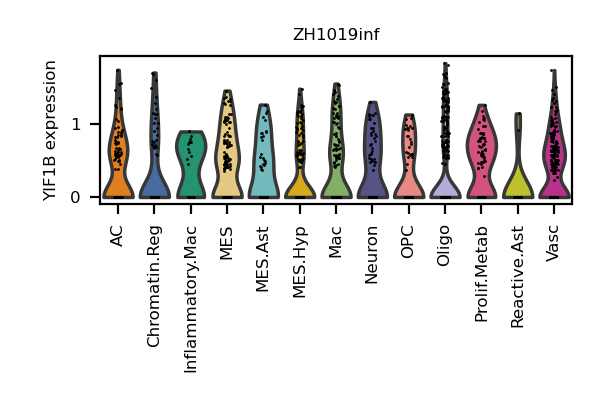 ZH1019inf
YIF1B expression
1
0
AC
Chromatin.Reg
Inflammatory.Mac
MES
MES.Ast
MES.Hyp
Mac
Neuron
OPC
Oligo
Prolif.Metab
Reactive.Ast
Vasc